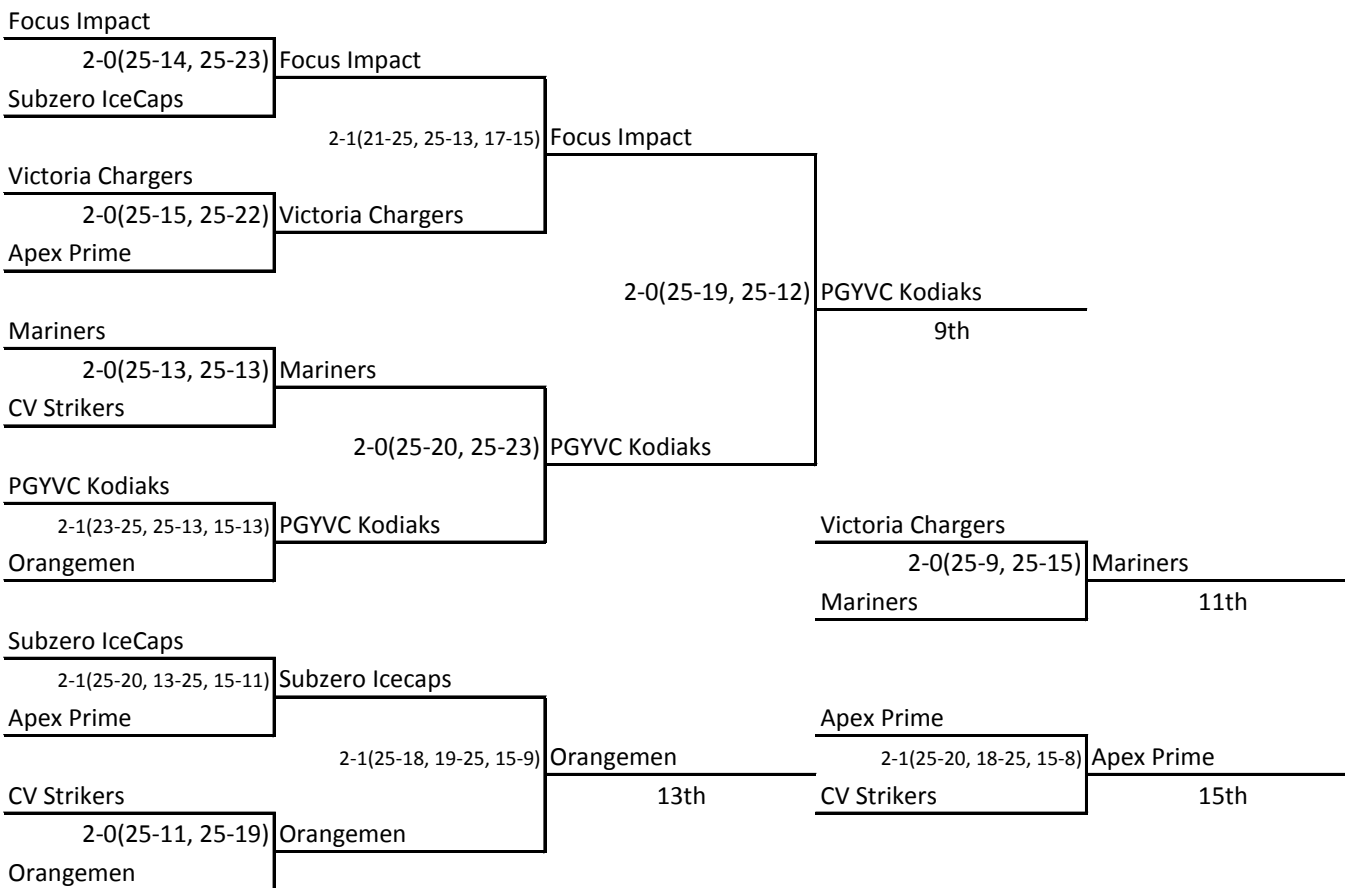 Focus Impact
2-0(25-14, 25-23) Focus Impact
Subzero IceCaps
2-1(21-25, 25-13, 17-15) Focus Impact
Victoria Chargers
2-0(25-15, 25-22) Victoria Chargers
Apex Prime
2-0(25-19, 25-12) PGYVC Kodiaks
Mariners 9th
2-0(25-13, 25-13) Mariners
CV Strikers
2-0(25-20, 25-23) PGYVC Kodiaks
PGYVC Kodiaks
2-1(23-25, 25-13, 15-13) PGYVC Kodiaks Victoria Chargers
Orangemen 2-0(25-9, 25-15) Mariners
Mariners 11th
Subzero IceCaps
2-1(25-20, 13-25, 15-11) Subzero Icecaps
Apex Prime Apex Prime
2-1(25-18, 19-25, 15-9) Orangemen 2-1(25-20, 18-25, 15-8) Apex Prime
CV Strikers 13th CV Strikers 15th
2-0(25-11, 25-19) Orangemen
Orangemen